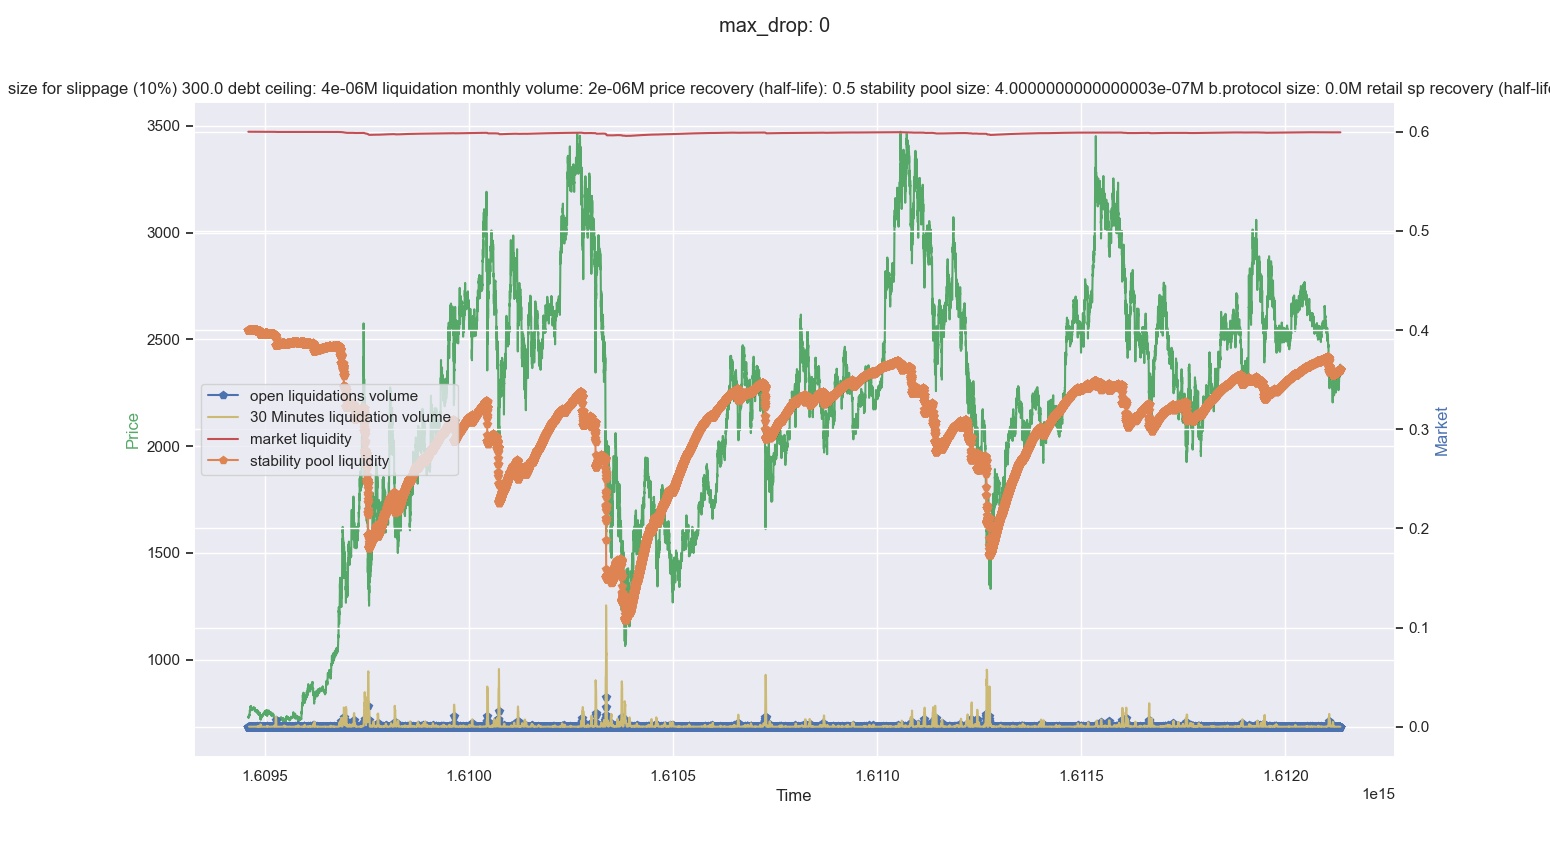 max_drop: 0
size for slippage (10%) 300.0 debt ceiling: 4e-06M liquidation monthly volume: 2e-06M price recovery (half-life): 0.5 stability pool size: 4.0000000000000003e-07M b.protocol size: 0.0M retail sp recovery (half-life
3500
3000
2500
2000
1500
1000
Price
open liquidations volume
30 Minutes liquidation volume
market liquidity
stability pool liquidity
0.6
0.5
0.4
0.3
0.2
0.1
0.0
Market
1.6095
1.6100
1.6105
1.6110
1.6115
1.6120
Time
1e15